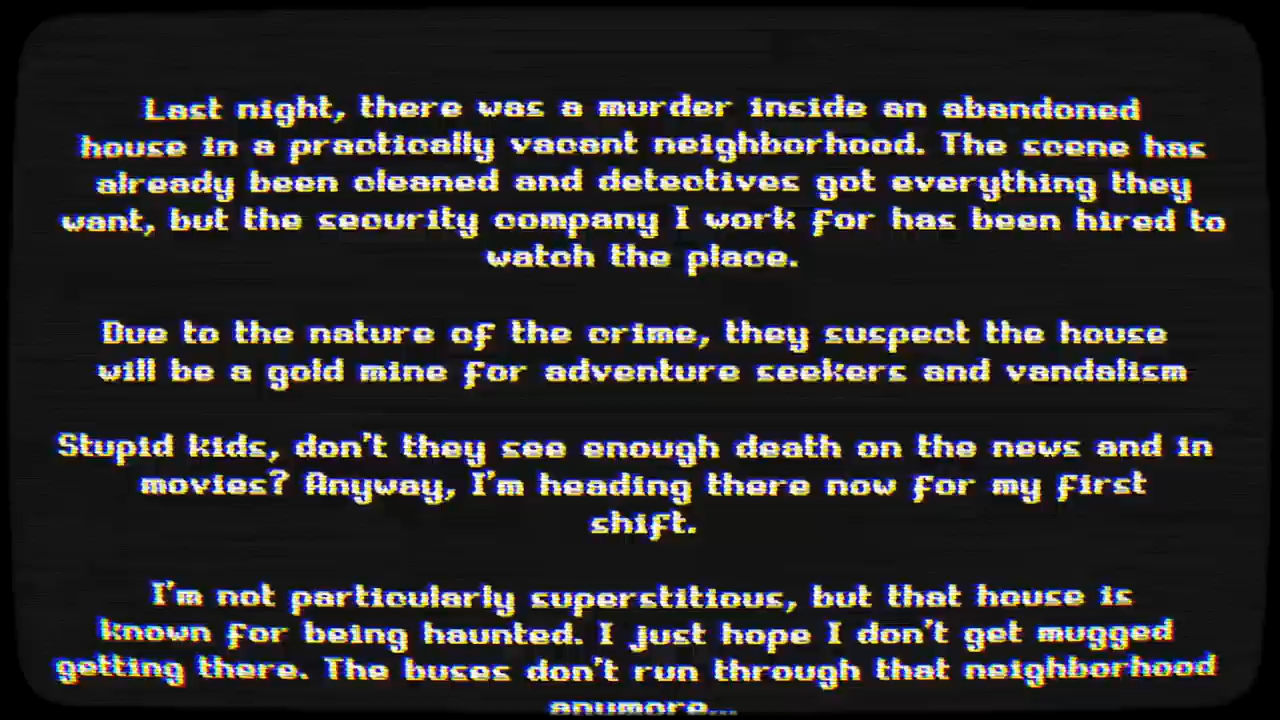 Last night, there was a murder inside an abandoned
house in a practically vacant neighborhood. The scene has
already been cleaned and detectives got everything they
want, but the security company I work for has been hired to
watch the place.
Due to the nature of the crime, they suspect the house
will be a gold mine for adventure seekers and vandalism
Stupid kids, don't they see enough death on the news and in
movies? Anyway, I'm heading there now for my first
shift.
I'm not particularly superstitious, but that house is
known for being haunted. I just hope I don't get mugged
getting there. The buses don't run through that neighborhood
anymore...